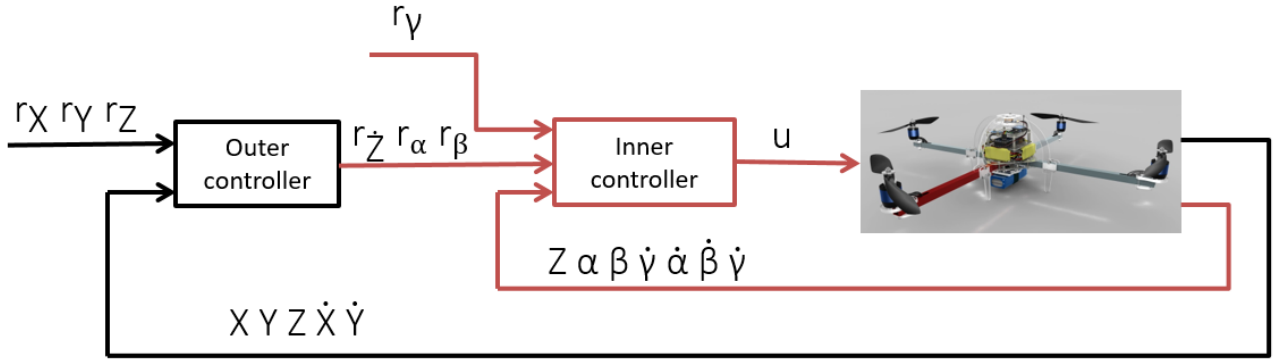 rγ
rX rY rZ
Outer
controller
rŻ rα rβ
Inner
controller
u
Z α β γ̇ α̇ β̇ γ̇
X Y Z Ẋ Ẏ